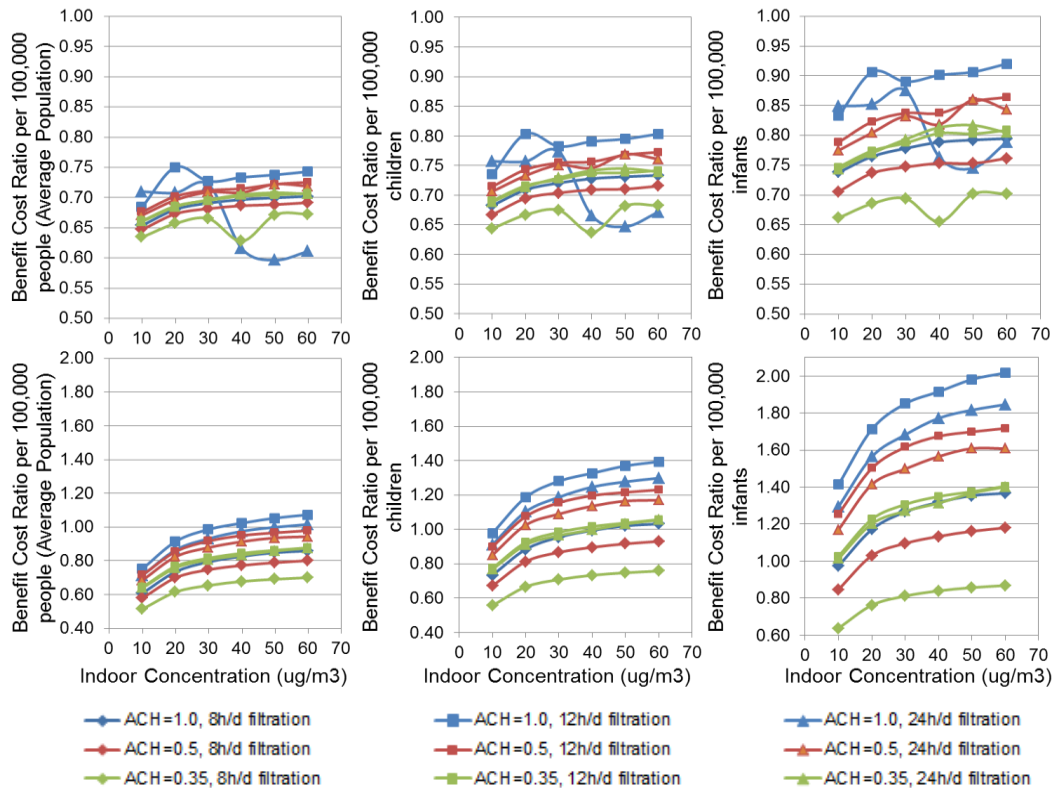 Benefit Cost Ratio per 100,000
people (Average Population)
1.00
0.95
0.90
0.85
0.80
0.75
0.70
0.65
0.60
0.55
0.50
0 10 20 30 40 50 60 70
Benefit Cost Ratio per 100,000
children
1.00
0.95
0.90
0.85
0.80
0.75
0.70
0.65
0.60
0.55
0.50
0 10 20 30 40 50 60 70
Benefit Cost Ratio per 100,000
infants
1.00
0.95
0.90
0.85
0.80
0.75
0.70
0.65
0.60
0.55
0.50
0 10 20 30 40 50 60 70
Benefit Cost Ratio per 100,000
people (Average Population)
2.00
1.80
1.60
1.40
1.20
1.00
0.80
0.60
0.40
0 10 20 30 40 50 60 70
Benefit Cost Ratio per 100,000
children
2.00
1.80
1.60
1.40
1.20
1.00
0.80
0.60
0.40
0 10 20 30 40 50 60 70
Benefit Cost Ratio per 100,000
infants
2.00
1.80
1.60
1.40
1.20
1.00
0.80
0.60
0 10 20 30 40 50 60 70
Indoor Concentration (ug/m3)
Indoor Concentration (ug/m3)
Indoor Concentration (ug/m3)
ACH=1.0, 8h/d filtration
ACH=1.0, 12h/d filtration
ACH=1.0, 24h/d filtration
ACH=0.5, 8h/d filtration
ACH=0.5, 12h/d filtration
ACH=0.5, 24h/d filtration
ACH=0.35, 8h/d filtration
ACH=0.35, 12h/d filtration
ACH=0.35, 24h/d filtration